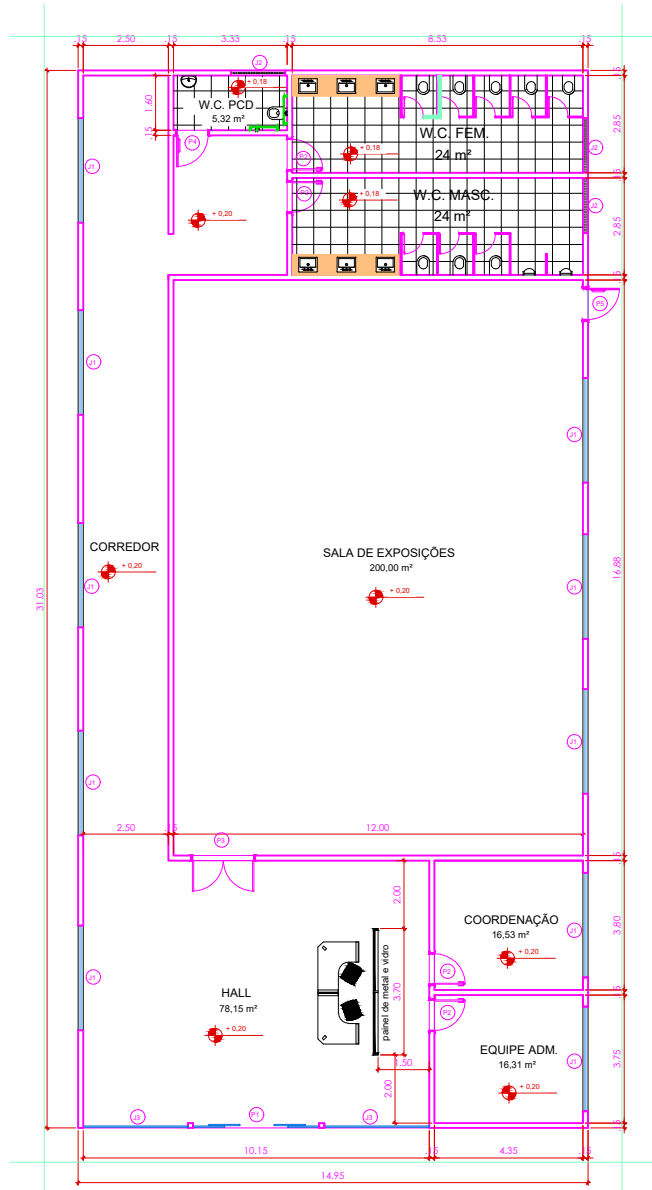 .15
2.50
.15
3.33
.15
8.53
.15
J2
+ 0,18
W.C. PCD
5,32 m²
1.60
.15
.15
2.85
J1
P4
+ 0,18
P2
W.C. FEM.
24 m²
J2
.15
+ 0,18
W.C. MASC.
24 m²
J2
2.85
+ 0,20
.15
P5
J1
J1
CORREDOR
+ 0,20
SALA DE EXPOSIÇÕES
200,00 m²
+ 0,20
J1
J1
16.88
31.03
J1
J1
2.50
.15
12.00
P3
.15
2.00
COORDENAÇÃO
16,53 m²
+ 0,20
J1
3.80
painel de metal e vidro
3.70
P2
HALL
78,15 m²
+ 0,20
J1
.15
P2
EQUIPE ADM.
16,31 m²
+ 0,20
J1
3.75
1.50
2.00
J3
P1
J3
.15
10.15
.15
4.35
.15
14.95